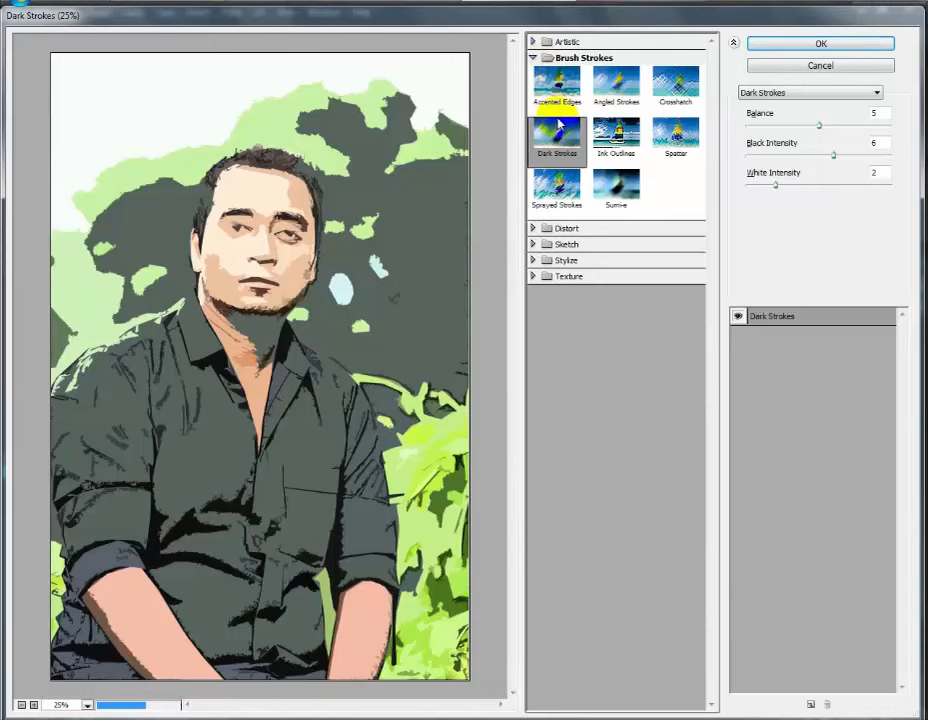 Dark Strokes (25%)
Artistic
Brush Strokes
Accented Edges
Angled Strokes
Crosshatch
Dark Strokes
Ink Outlines
Spatter
Sprayed Strokes
Sumi-e
Distort
Sketch
Stylize
Texture
OK
Cancel
Dark Strokes
Balance 5
Black Intensity 6
White Intensity 2
Dark Strokes
25%